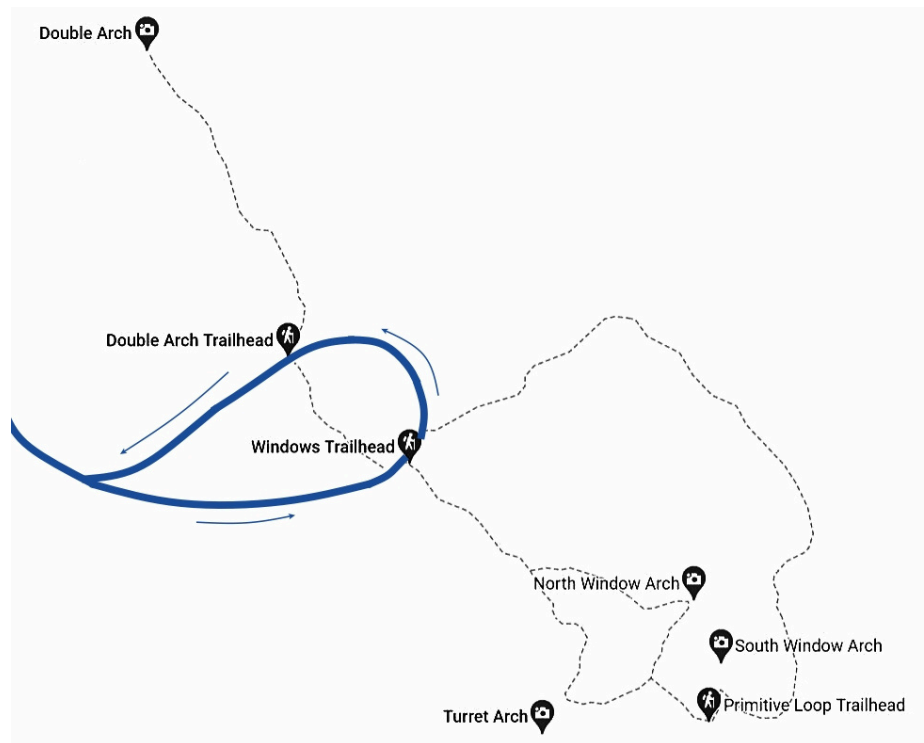 Double Arch
Double Arch Trailhead
Windows Trailhead
North Window Arch
South Window Arch
Primitive Loop Trailhead
Turret Arch